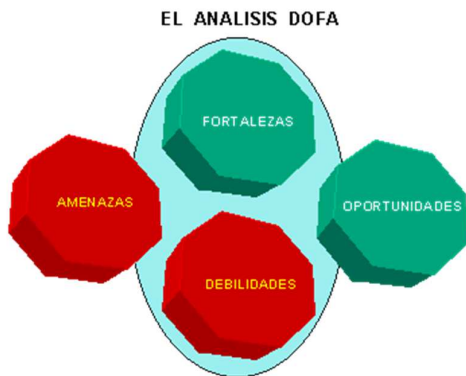 EL ANALISIS DOFA
FORTALEZAS
AMENAZAS
OPORTUNIDADES
DEBILIDADES